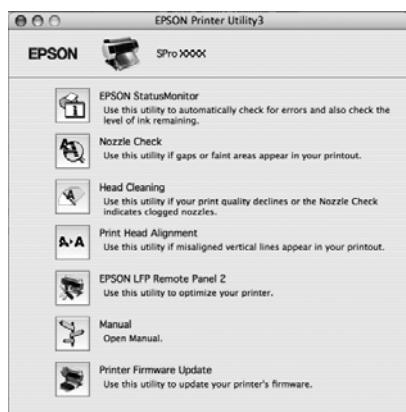 EPSON Printer Utility3
EPSON SPro XXXX
EPSON StatusMonitor
Use this utility to automatically check for errors and also check the
level of ink remaining.
Nozzle Check
Use this utility if gaps or faint areas appear in your printout.
Head Cleaning
Use this utility if your print quality declines or the Nozzle Check
indicates clogged nozzles.
Print Head Alignment
Use this utility if misaligned vertical lines appear in your printout.
EPSON LFP Remote Panel 2
Use this utility to optimize your printer.
Manual
Open Manual.
Printer Firmware Update
Use this utility to update your printer's firmware.